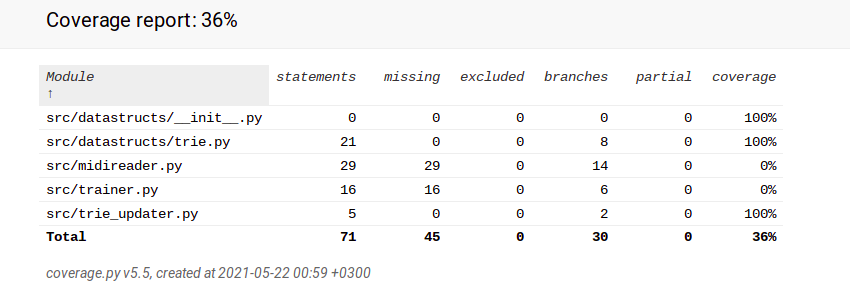 Coverage report: 36%
Module statements missing excluded branches partial coverage
↑
src/datastructs/__init__.py 0 0 0 0 0 100%
src/datastructs/trie.py 21 0 0 8 0 100%
src/midireader.py 29 29 0 14 0 0%
src/trainer.py 16 16 0 6 0 0%
src/trie_updater.py 5 0 0 2 0 100%
Total 71 45 0 30 0 36%
coverage.py v5.5, created at 2021-05-22 00:59 +0300